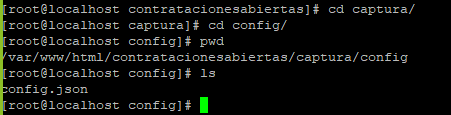 [root@localhost contratacionesabiertas]# cd captura/
[root@localhost captura]# cd config/
[root@localhost config]# pwd
/var/www/html/contratacionesabiertas/captura/config
[root@localhost config]# ls
config.json
[root@localhost config]#